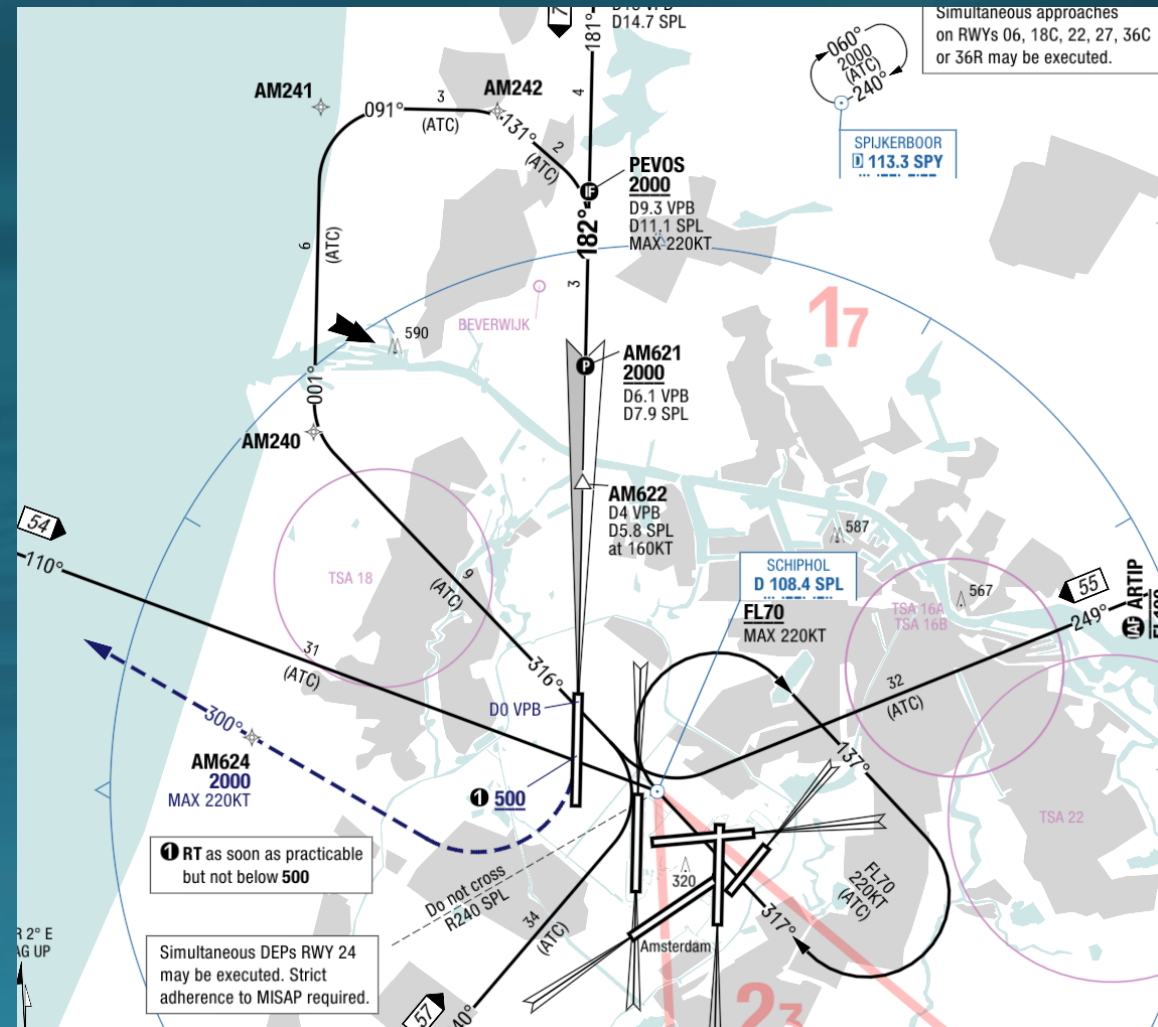 D14.7 SPL
181°
4
Simultaneous approaches
on RWYs 06, 18C, 22, 27, 36C
or 36R may be executed.
060°
2000
(ATC)
240°
SPIJKERBOOR
D 113.3 SPY
AM241
091°
3
(ATC)
AM242
131°
2
(ATC)
IF
PEVOS
2000
D9.3 VPB
D11.1 SPL
MAX 220KT
182°
3
6
(ATC)
BEVERWIJK
590
17
001°
AM240
P
AM621
2000
D6.1 VPB
D7.9 SPL
AM622
D4 VPB
D5.8 SPL
at 160KT
587
54
110°
TSA 18
9
(ATC)
SCHIPHOL
D 108.4 SPL
FL70
MAX 220KT
TSA 16A
TSA 16B
567
55
249°
IAF ARTIP
31
(ATC)
316°
32
(ATC)
D0 VPB
300°
AM624
2000
MAX 220KT
137°
1 500
TSA 22
1 RT as soon as practicable
but not below 500
Do not cross
R240 SPL
320
FL70
220KT
(ATC)
34
(ATC)
317°
Amsterdam
Simultaneous DEPs RWY 24
may be executed. Strict
adherence to MISAP required.
57
23